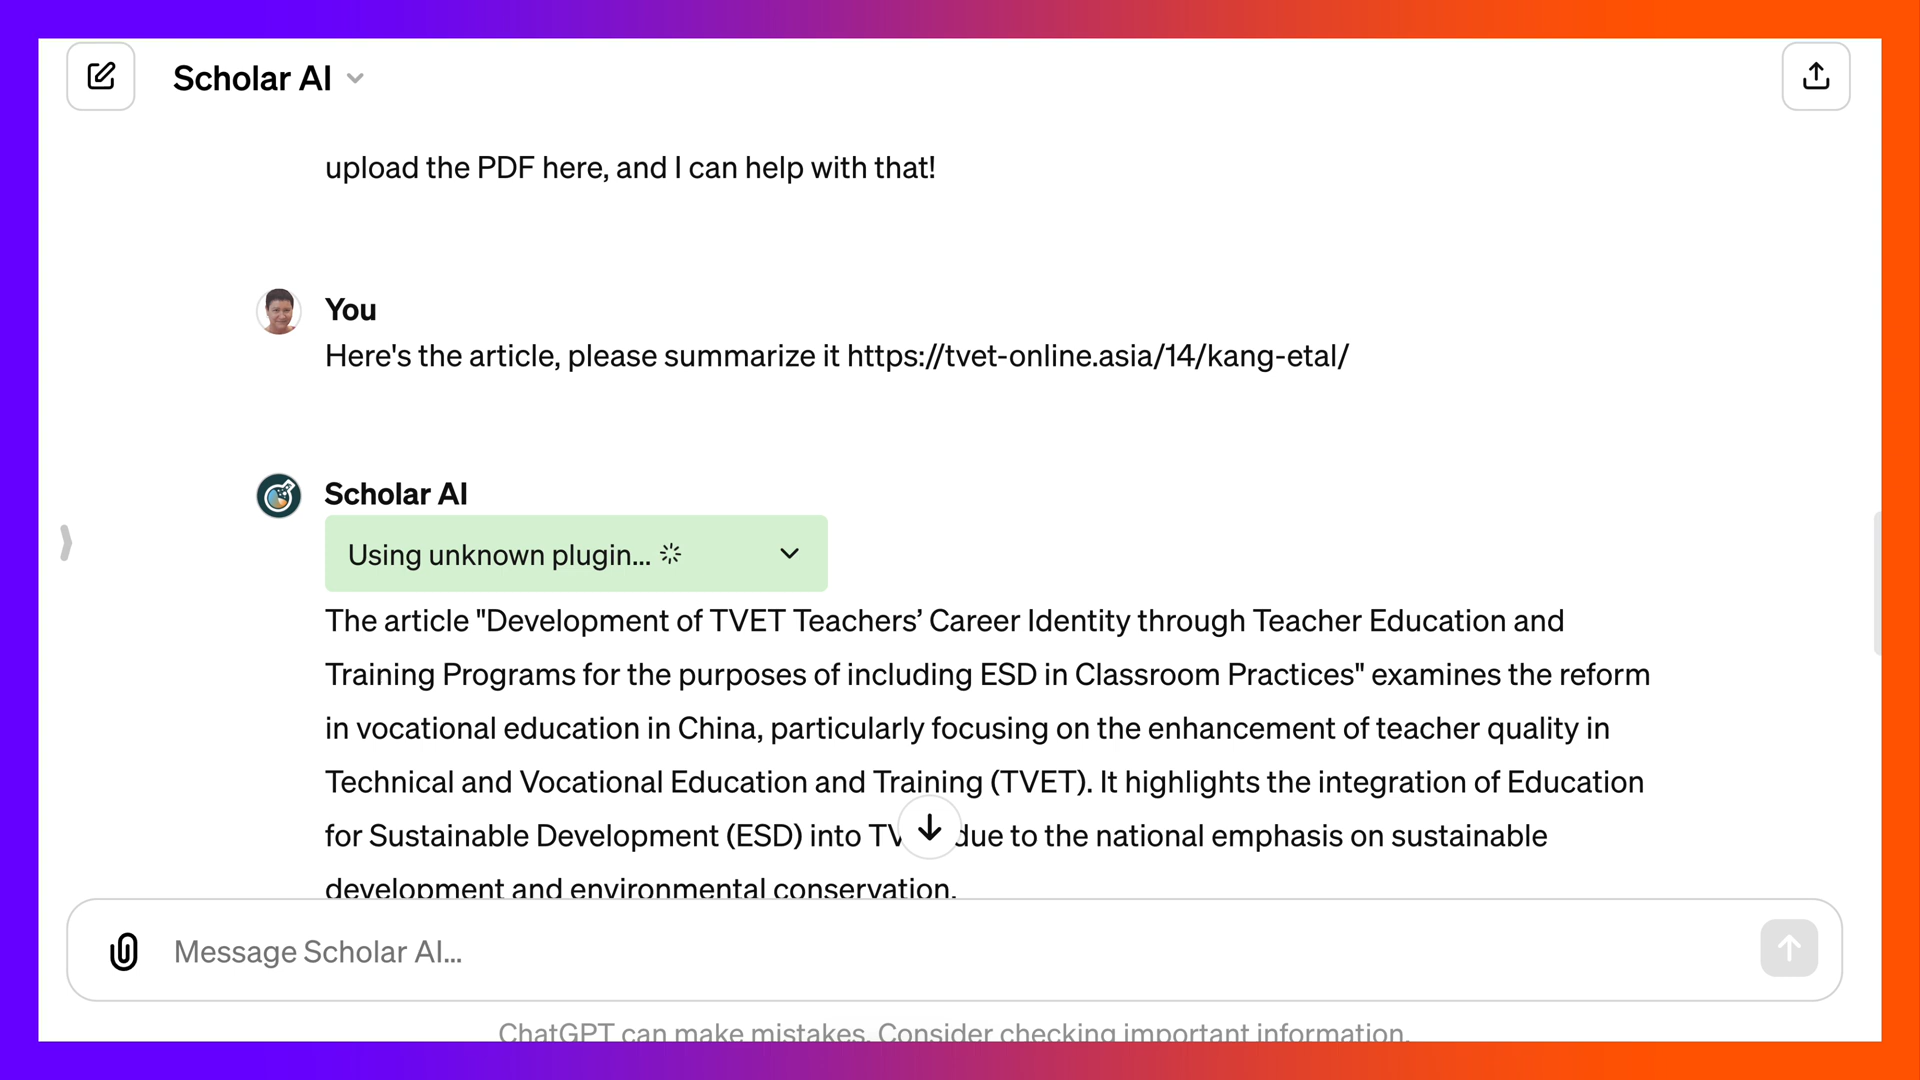 Scholar AI
upload the PDF here, and I can help with that!
You
Here's the article, please summarize it https://tvet-online.asia/14/kang-etal/
Scholar AI
Using unknown plugin...
The article "Development of TVET Teachers’ Career Identity through Teacher Education and
Training Programs for the purposes of including ESD in Classroom Practices" examines the reform
in vocational education in China, particularly focusing on the enhancement of teacher quality in
Technical and Vocational Education and Training (TVET). It highlights the integration of Education
for Sustainable Development (ESD) into due to the national emphasis on sustainable
development and environmental conservation.
Message Scholar AI...
ChatGPT can make mistakes. Consider checking important information.